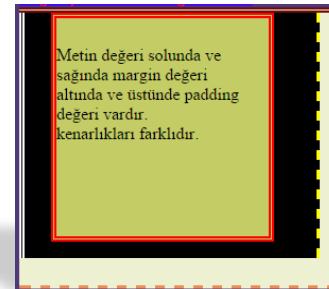 Metin değeri solunda ve
sağında margin değeri
altında ve üstünde padding
değeri vardır.
kenarlıkları farklıdır.